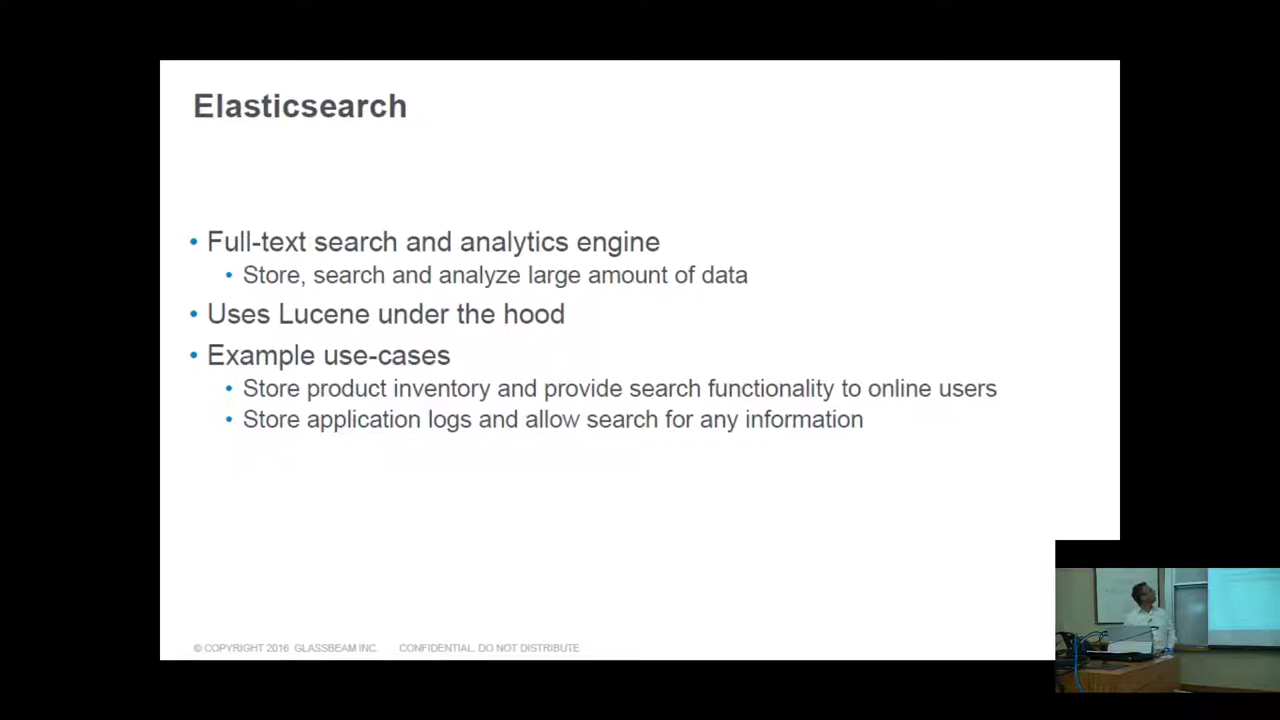 Elasticsearch
• Full-text search and analytics engine
• Store, search and analyze large amount of data
• Uses Lucene under the hood
• Example use-cases
• Store product inventory and provide search functionality to online users
• Store application logs and allow search for any information
© COPYRIGHT 2016 GLASSBEAM INC. CONFIDENTIAL. DO NOT DISTRIBUTE